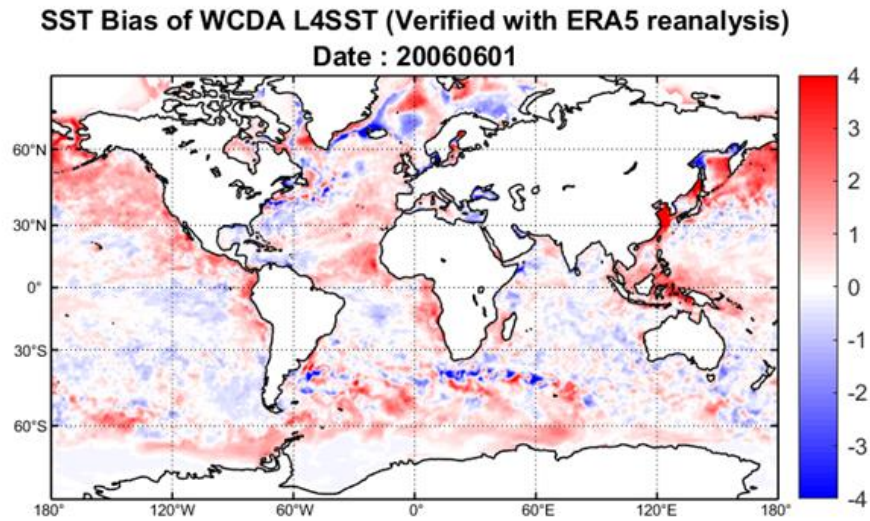 SST Bias of WCDA L4SST (Verified with ERA5 reanalysis)
Date : 20060601
60°N
30°N
0°
30°S
60°S
180°
120°W
60°W
0°
60°E
120°E
180°
4
3
2
1
0
-1
-2
-3
-4